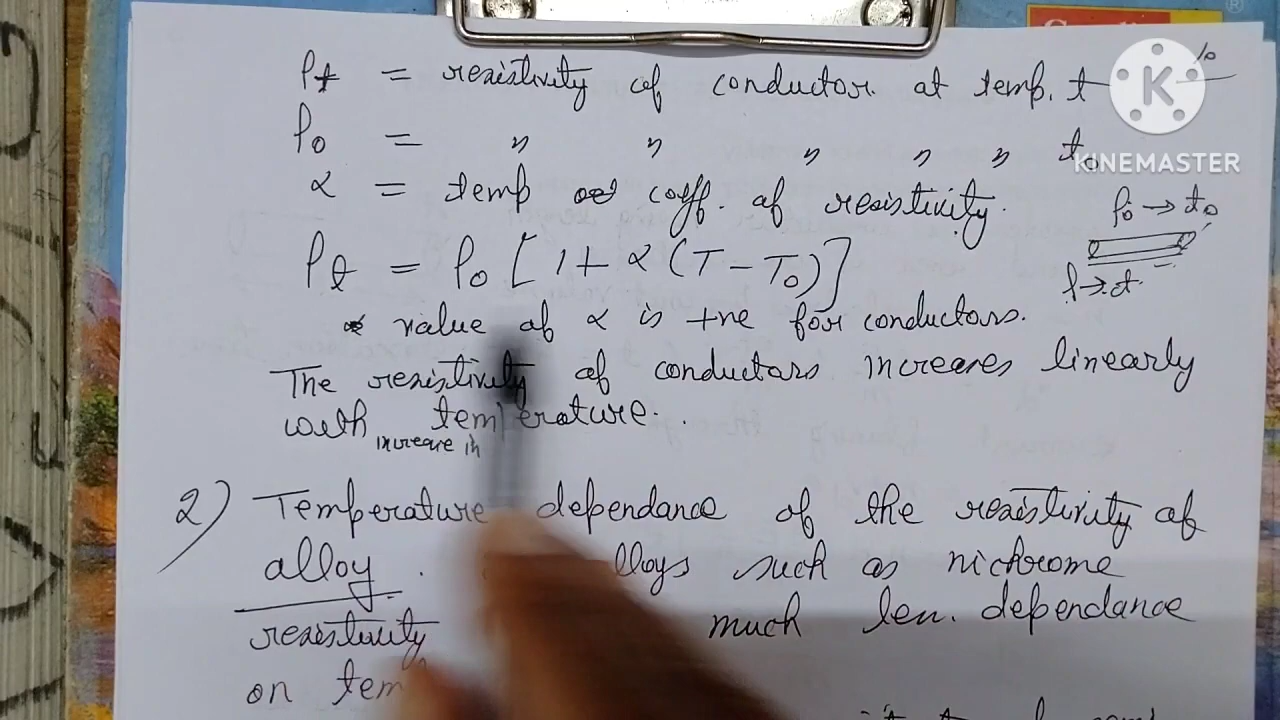 ρt = resistivity of conductor at temp. t
ρ0 = " " " " " t0
α = temp coeff. of resistivity.
ρ0 → t0
ρt = ρ0 [1 + α (T – T0)]
ρ → t
* value of α is +ve for conductors.
The resistivity of conductors increases linearly
with increase in temperature.
2) Temperature dependance of the resistivity of
alloy. lloys such as nichrome
resistivity much less dependance
on tem
K
KINEMASTER